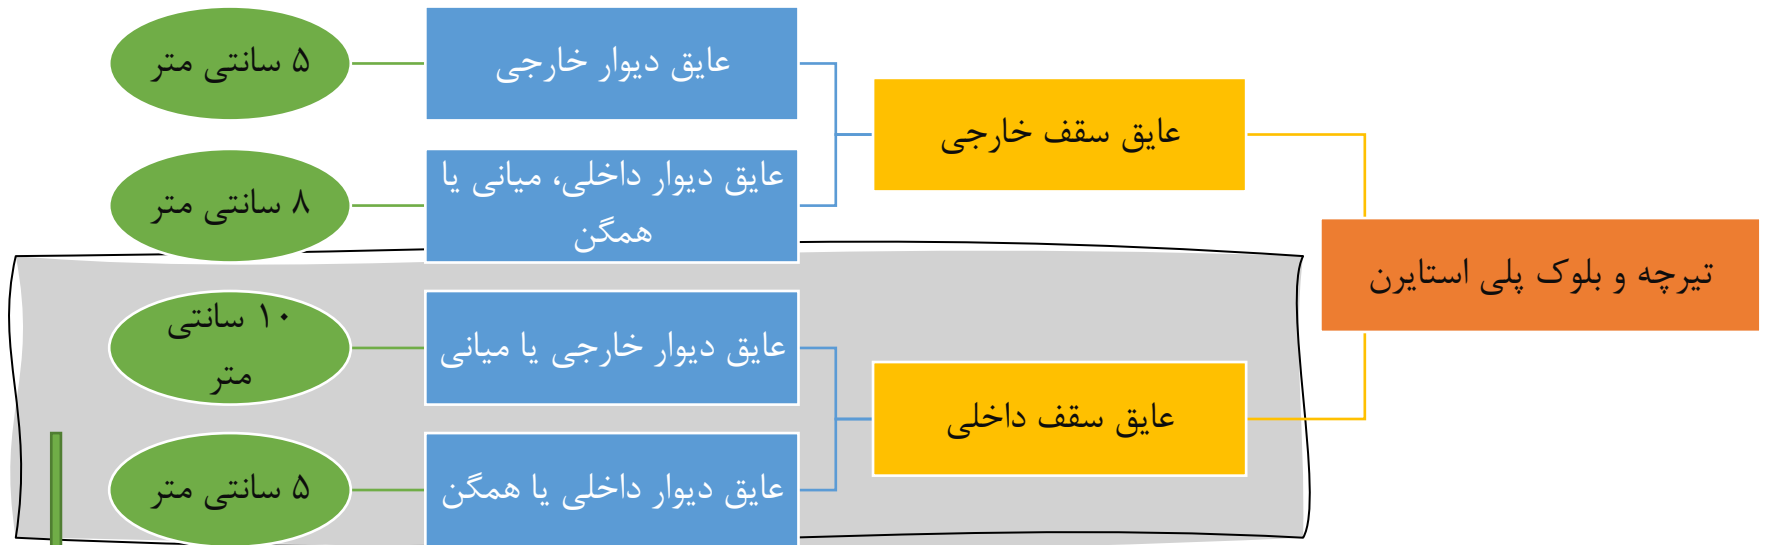 تیرچه و بلوک پلی استایرن
عایق سقف خارجی
عایق دیوار خارجی
۵ سانتی متر
عایق دیوار داخلی، میانی یا
همگن
۸ سانتی متر
عایق سقف داخلی
عایق دیوار خارجی یا میانی
۱۰ سانتی
متر
عایق دیوار داخلی یا همگن
۵ سانتی متر